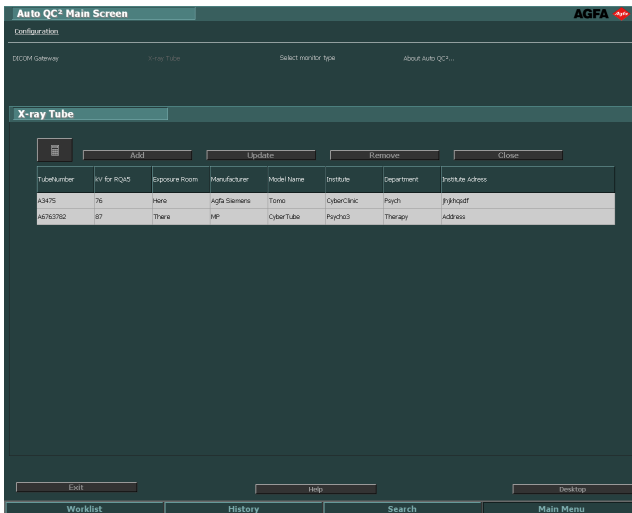 Auto QC² Main Screen
AGFA Agfa
Configuration
DICOM Gateway X-ray Tube Select monitor type About Auto QC²...
X-ray Tube
Add Update Remove Close
TubeNumber kV for RQA5 Exposure Room Manufacturer Model Name Institute Department Institute Adress
A3475 76 Here Agfa Siemens Tomo CyberClinic Psych jhjkhqsdf
A6763782 87 There MP CyberTube Psycho3 Therapy Address
Exit Help Desktop
Worklist History Search Main Menu